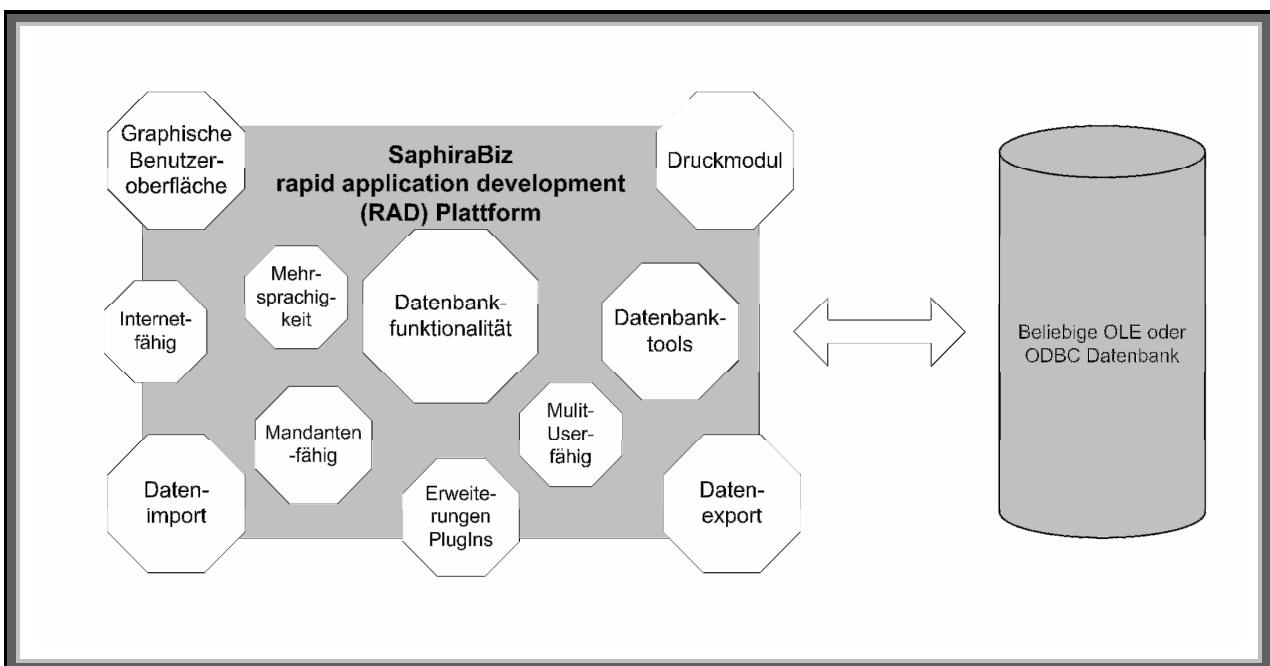 Graphische
Benutzer-
oberfläche
SaphiraBiz
rapid application development
(RAD) Plattform
Druckmodul
Mehr-
sprachig-
keit
Internet-
fähig
Datenbank-
funktionalität
Datenbank-
tools
Beliebige OLE oder
ODBC Datenbank
Mandanten
-fähig
Mulit-
User-
fähig
Daten-
import
Erweite-
rungen
PlugIns
Daten-
export